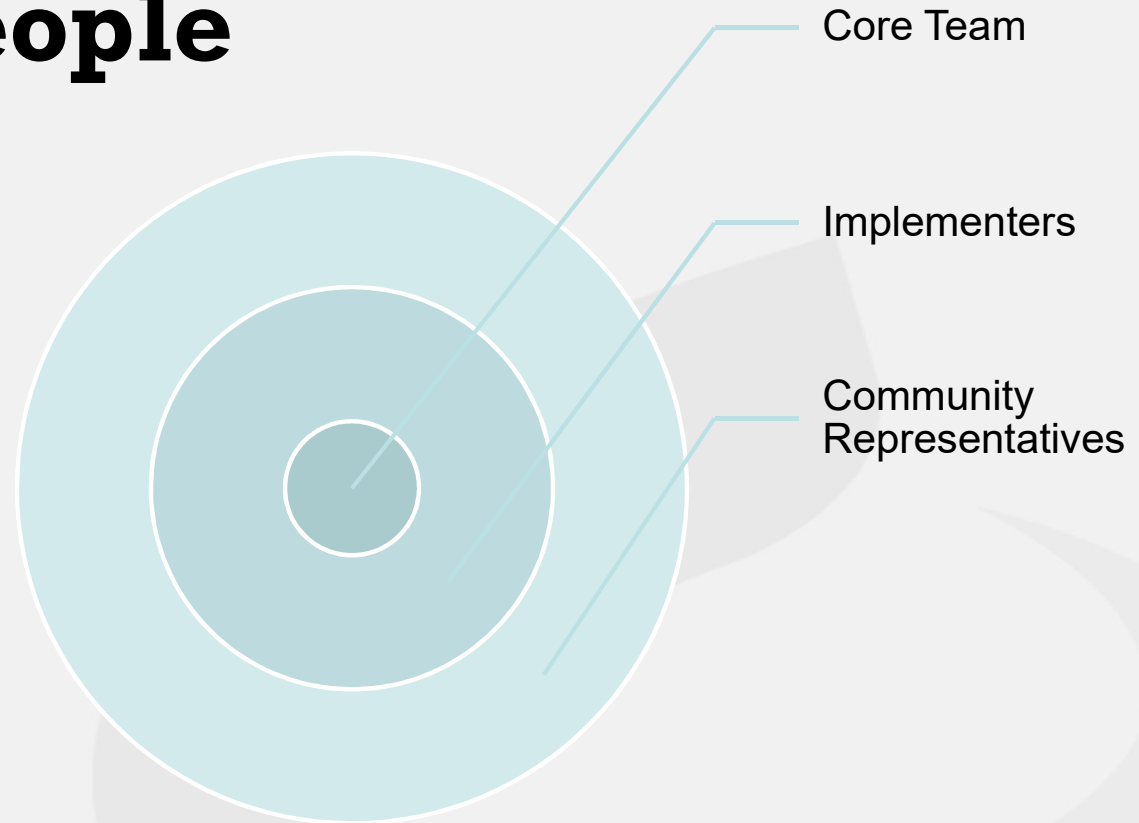 eople
Core Team
Implementers
Community
Representatives